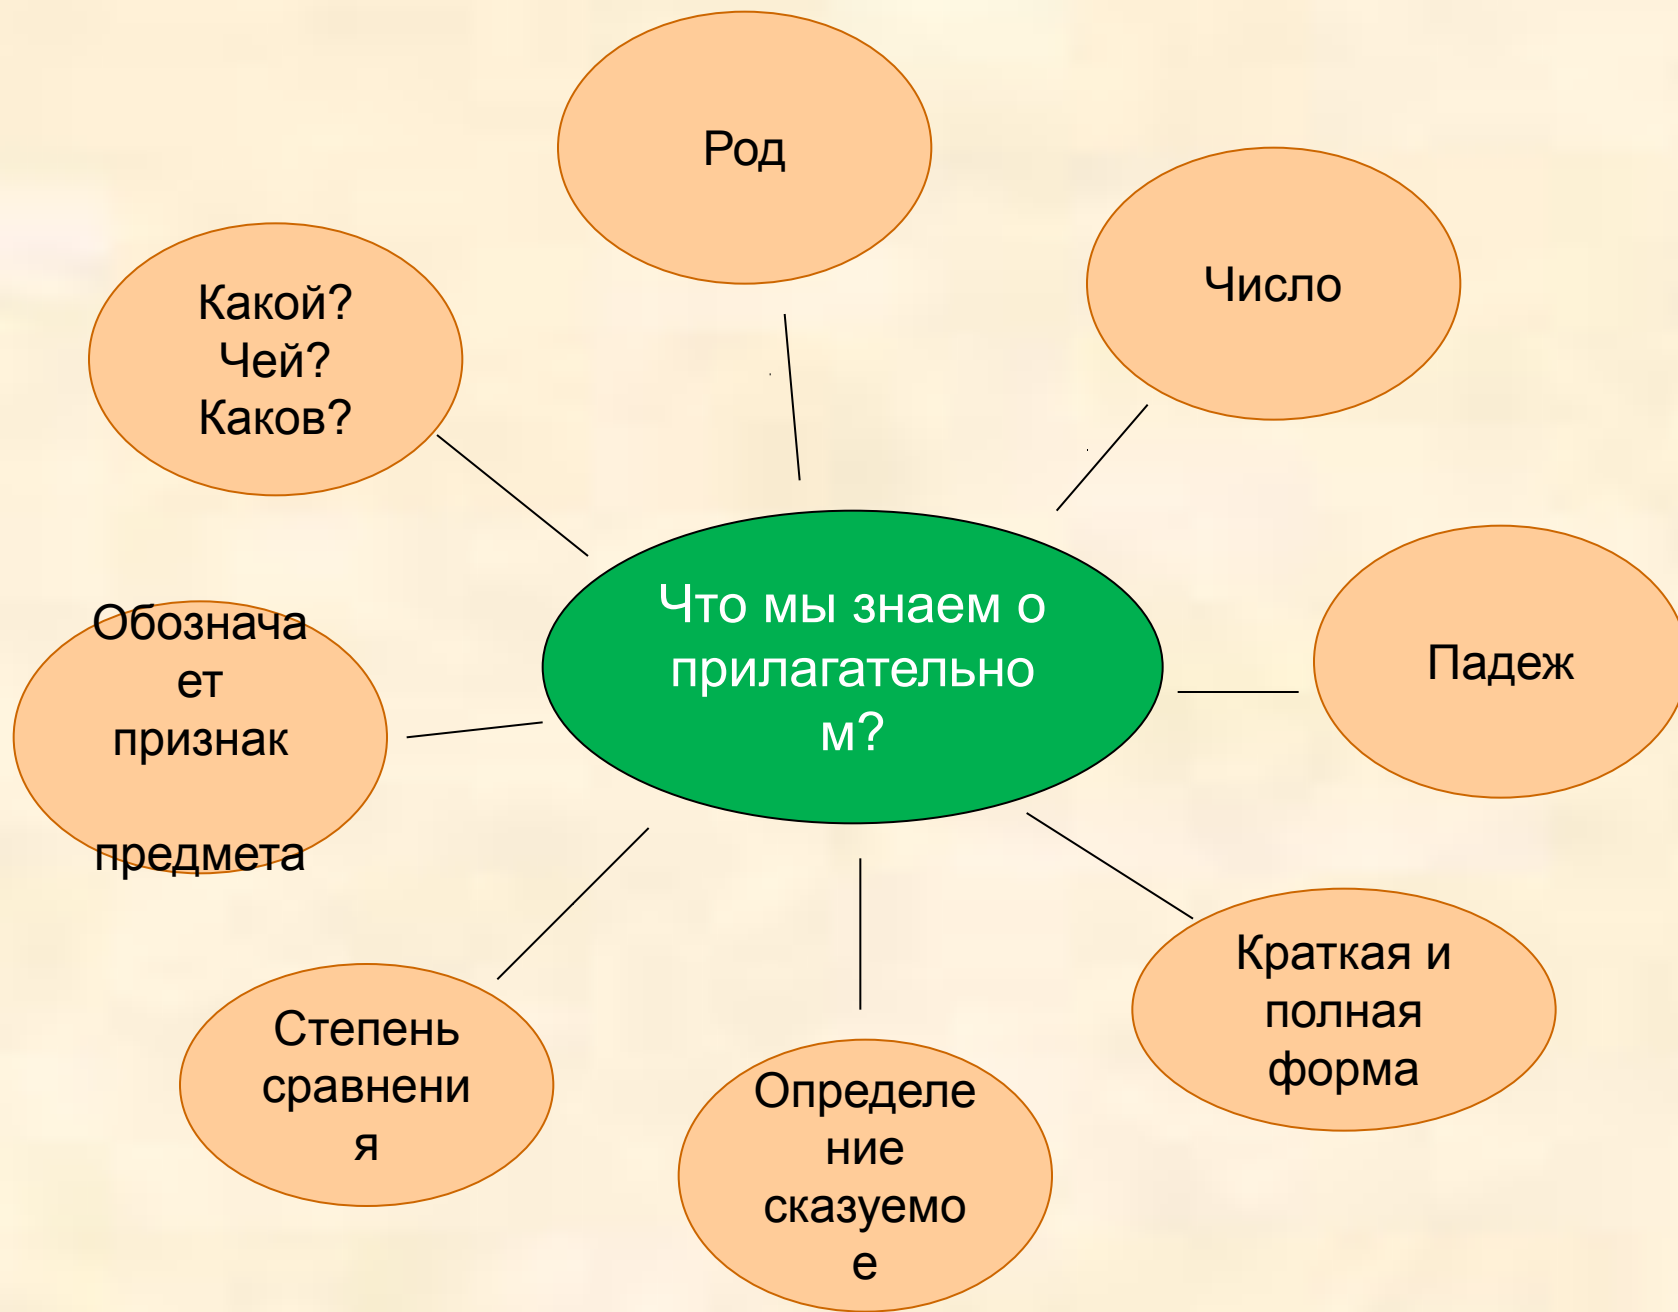 Род
Число
Какой?
Чей?
Каков?
Что мы знаем о
прилагательно
м?
Падеж
Обознача
ет
признак
предмета
Краткая и
полная
форма
Степень
сравнени
я
Определе
ние
сказуемо
е